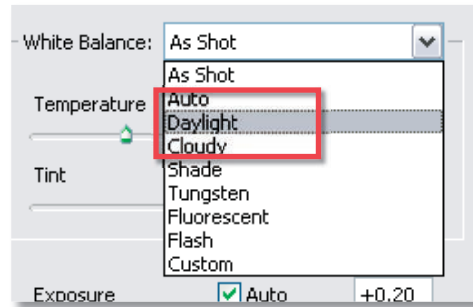 White Balance: As Shot
As Shot
Temperature Auto
Daylight
Cloudy
Tint Shade
Tungsten
Fluorescent
Flash
Custom
Exposure Auto +0.20